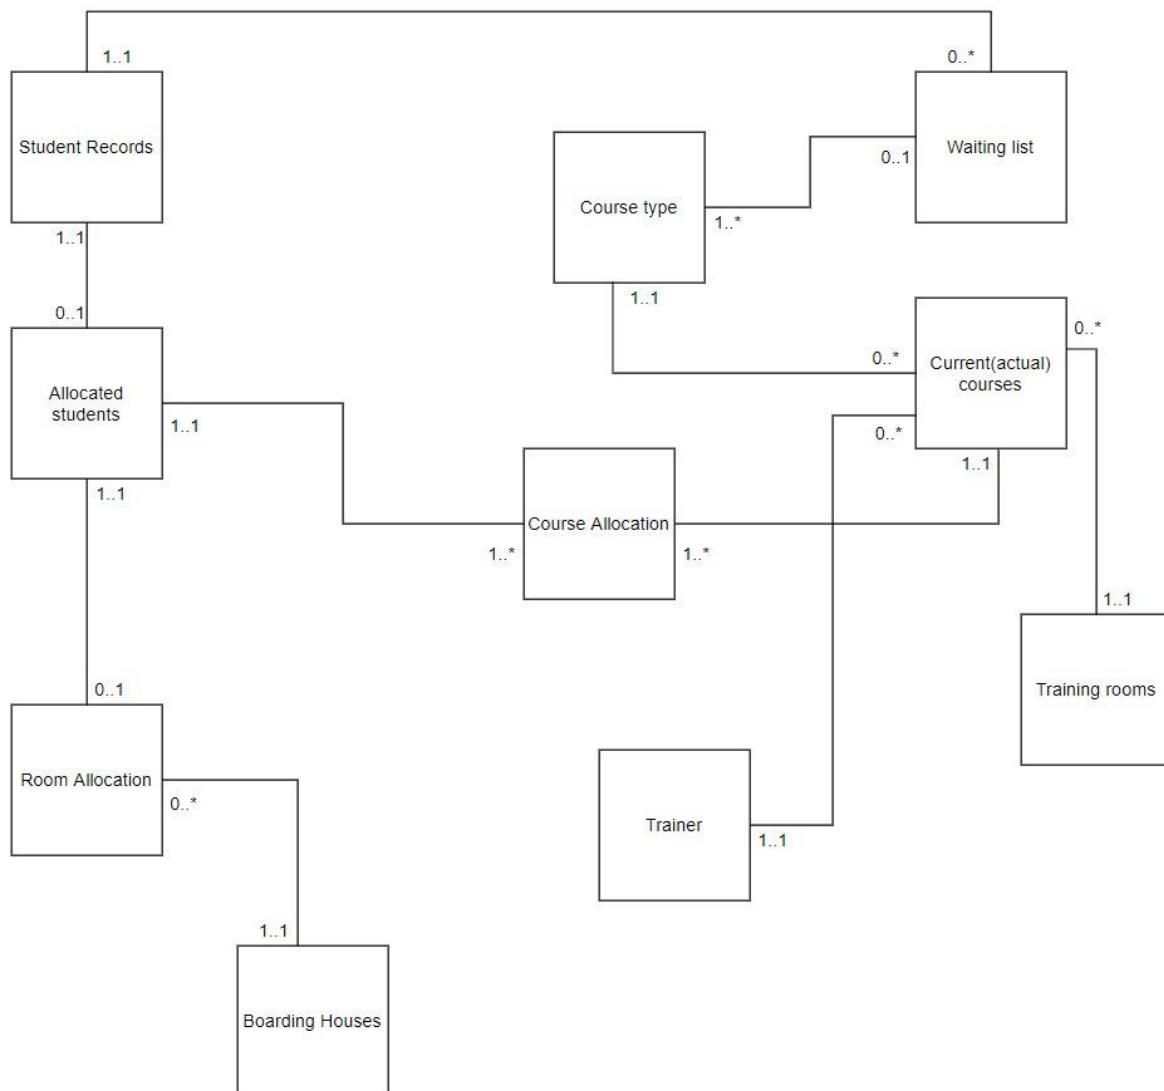 1..1
0..*
Student Records
Course type
0..1
Waiting list
1..*
1..1
1..1
0..1
0..*
0..*
Current(actual)
courses
Allocated
students
1..1
0..*
1..1
1..1
Course Allocation
1..*
1..*
1..1
0..1
Training rooms
Room Allocation
0..*
Trainer
1..1
1..1
Boarding Houses